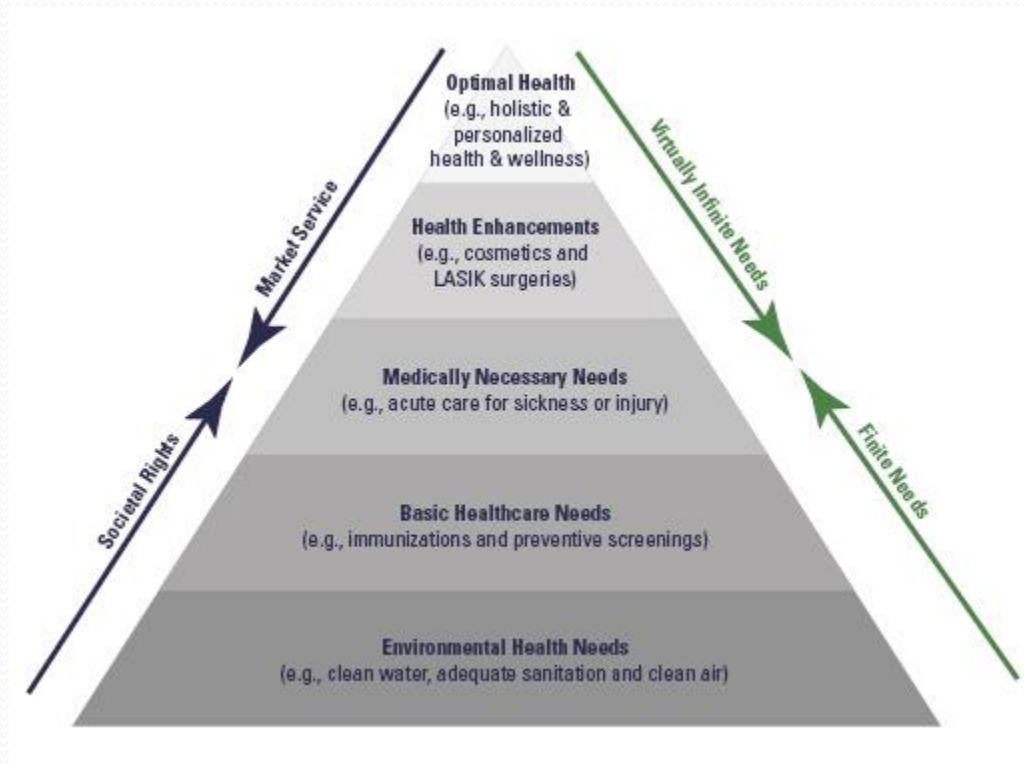 Optimal Health
(e.g., holistic &
personalized
health & wellness)
Health Enhancements
(e.g., cosmetics and
LASIK surgeries)
Medically Necessary Needs
(e.g., acute care for sickness or injury)
Basic Healthcare Needs
(e.g., immunizations and preventive screenings)
Environmental Health Needs
(e.g., clean water, adequate sanitation and clean air)
Market Service
Societal Rights
Virtually Infinite Needs
Finite Needs